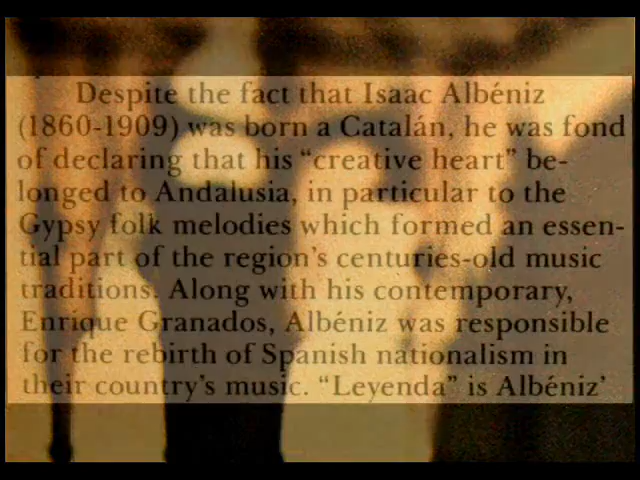 Despite the fact that Isaac Albéniz
(1860-1909) was born a Catalán, he was fond
of declaring that his “creative heart” be-
longed to Andalusia, in particular to the
Gypsy folk melodies which formed an essen-
tial part of the region’s centuries-old music
traditions. Along with his contemporary,
Enrique Granados, Albéniz was responsible
for the rebirth of Spanish nationalism in
their country’s music. “Leyenda” is Albéniz’